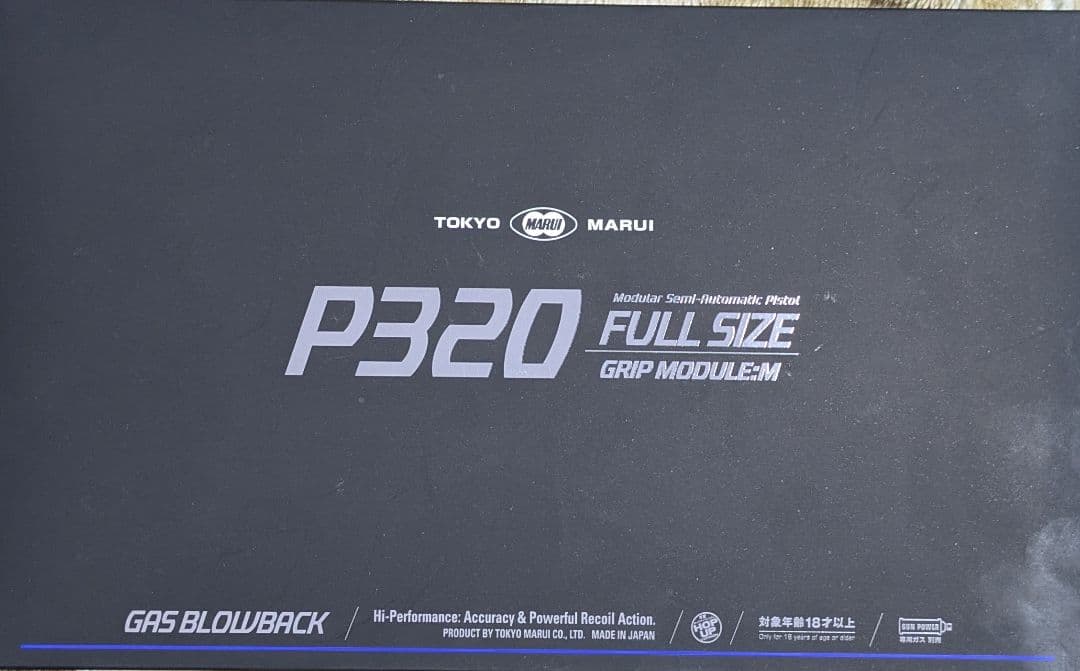 TOKYO MARUI MARUI
P320
Modular Semi-Automatic Pistol
FULL SIZE
GRIP MODULE:M
GAS BLOWBACK
Hi-Performance: Accuracy & Powerful Recoil Action.
PRODUCT BY TOKYO MARUI CO., LTD. MADE IN JAPAN
HOP UP
対象年齢18才以上
Only for 18 years of age or older
GUN POWER
専用ガス 別売